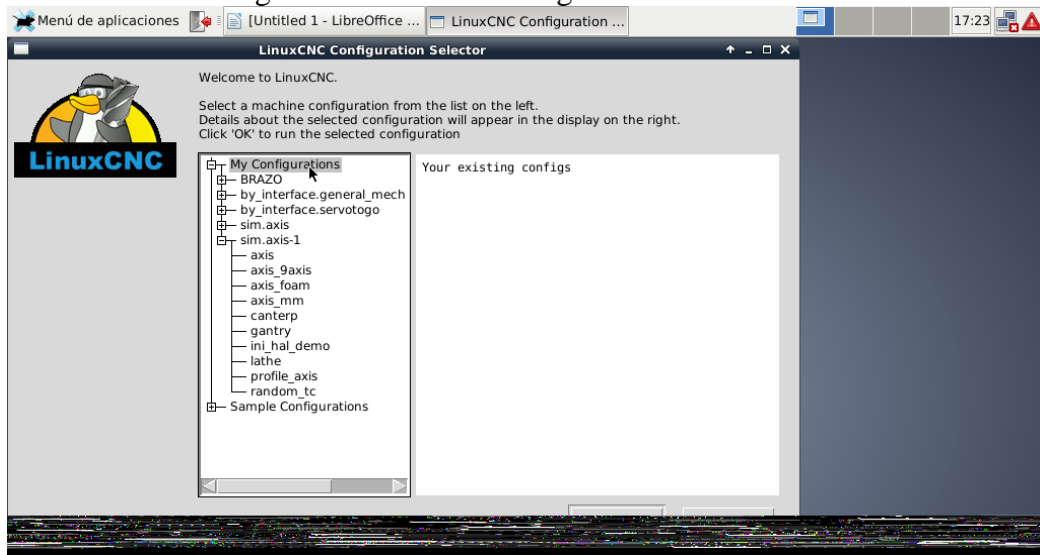 Menú de aplicaciones
[Untitled 1 - LibreOffice ...
LinuxCNC Configuration ...
17:23
LinuxCNC Configuration Selector
Welcome to LinuxCNC.
Select a machine configuration from the list on the left.
Details about the selected configuration will appear in the display on the right.
Click 'OK' to run the selected configuration
LinuxCNC
My Configurations
BRAZO
by_interface.general_mech
by_interface.servotogo
sim.axis
sim.axis-1
axis
axis_9axis
axis_foam
axis_mm
canterp
gantry
ini_hal_demo
lathe
profile_axis
random_tc
Sample Configurations
Your existing configs